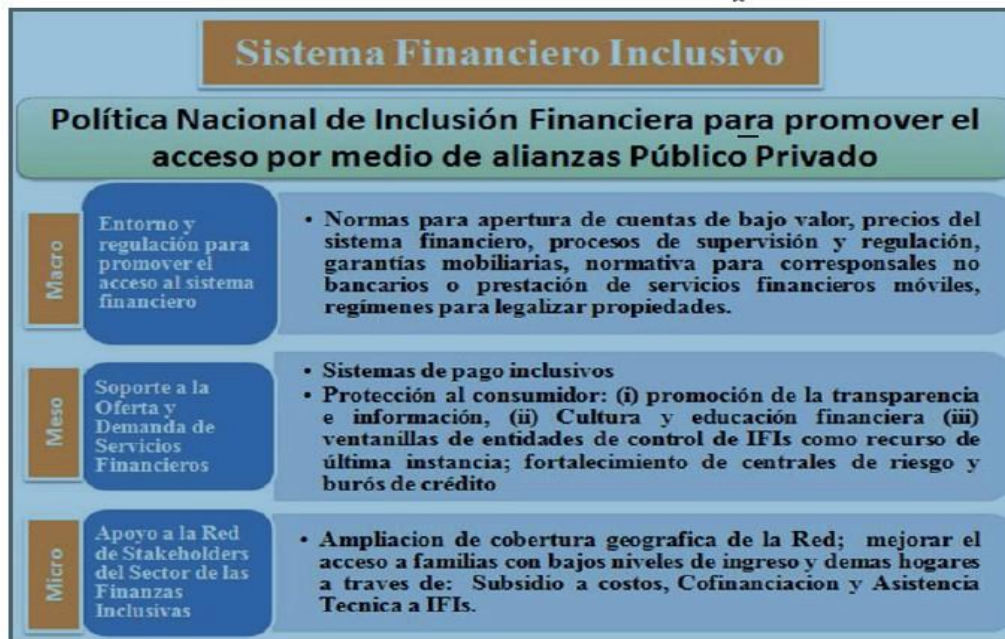 Sistema Financiero Inclusivo
Política Nacional de Inclusión Financiera para promover el
acceso por medio de alianzas Público Privado
Macro
Entorno y
regulación para
promover el
acceso al sistema
financiero
• Normas para apertura de cuentas de bajo valor, precios del
sistema financiero, procesos de supervisión y regulación,
garantías mobiliarias, normativa para corresponsales no
bancarios o prestación de servicios financieros móviles,
regímenes para legalizar propiedades.
Meso
Soporte a la
Oferta y
Demanda de
Servicios
Financieros
• Sistemas de pago inclusivos
• Protección al consumidor: (i) promoción de la transparencia
e información, (ii) Cultura y educación financiera (iii)
ventanillas de entidades de control de IFIs como recurso de
última instancia; fortalecimiento de centrales de riesgo y
burós de crédito
Micro
Apoyo a la Red
de Stakeholders
del Sector de las
Finanzas
Inclusivas
• Ampliacion de cobertura geografica de la Red; mejorar el
acceso a familias con bajos niveles de ingreso y demas hogares
a traves de: Subsidio a costos, Cofinanciacion y Asistencia
Tecnica a IFIs.